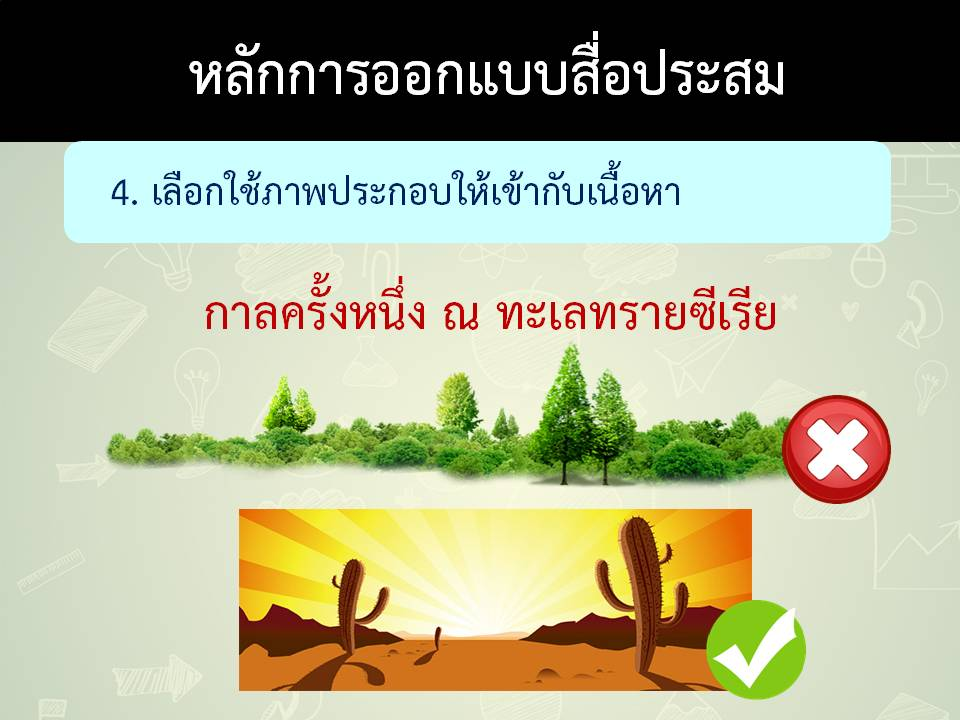 หลักการออกแบบสื่อประสม
4. เลือกใช้ภาพประกอบให้เข้ากับเนื้อหา
กาลครั้งหนึ่ง ณ ทะเลทรายซีเรีย